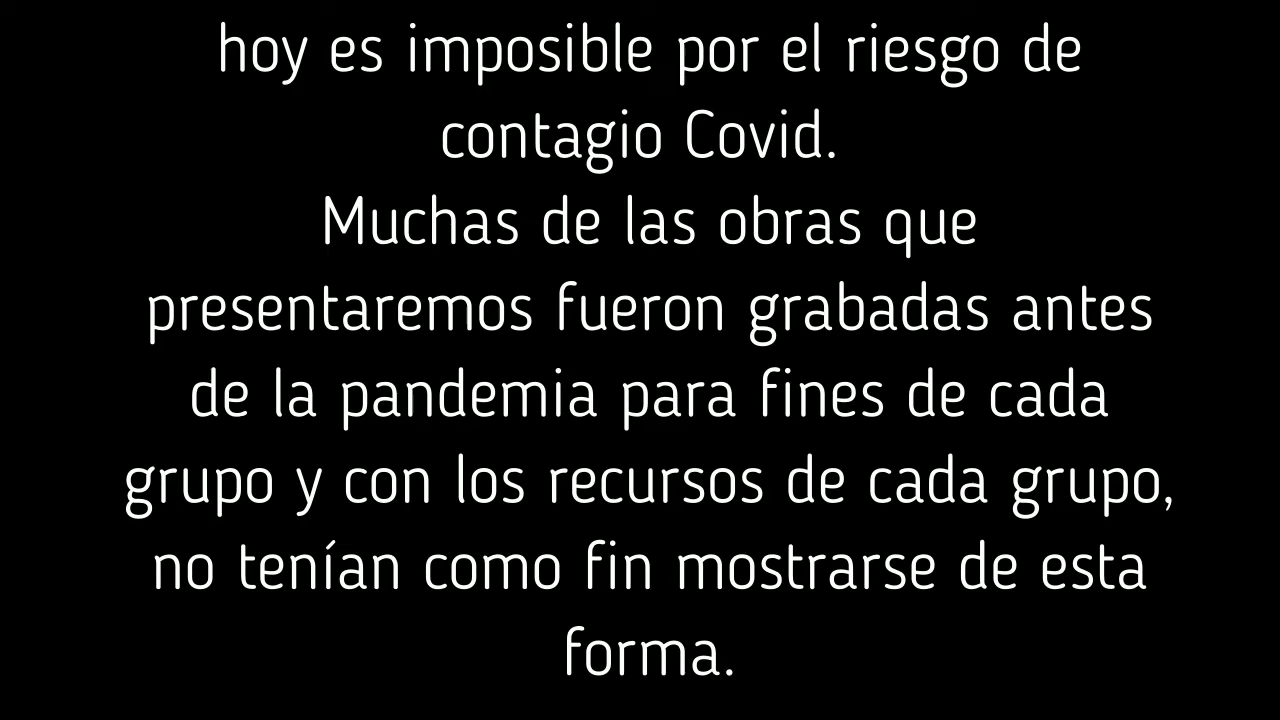 hoy es imposible por el riesgo de
contagio Covid.
Muchas de las obras que
presentaremos fueron grabadas antes
de la pandemia para fines de cada
grupo y con los recursos de cada grupo,
no tenían como fin mostrarse de esta
forma.